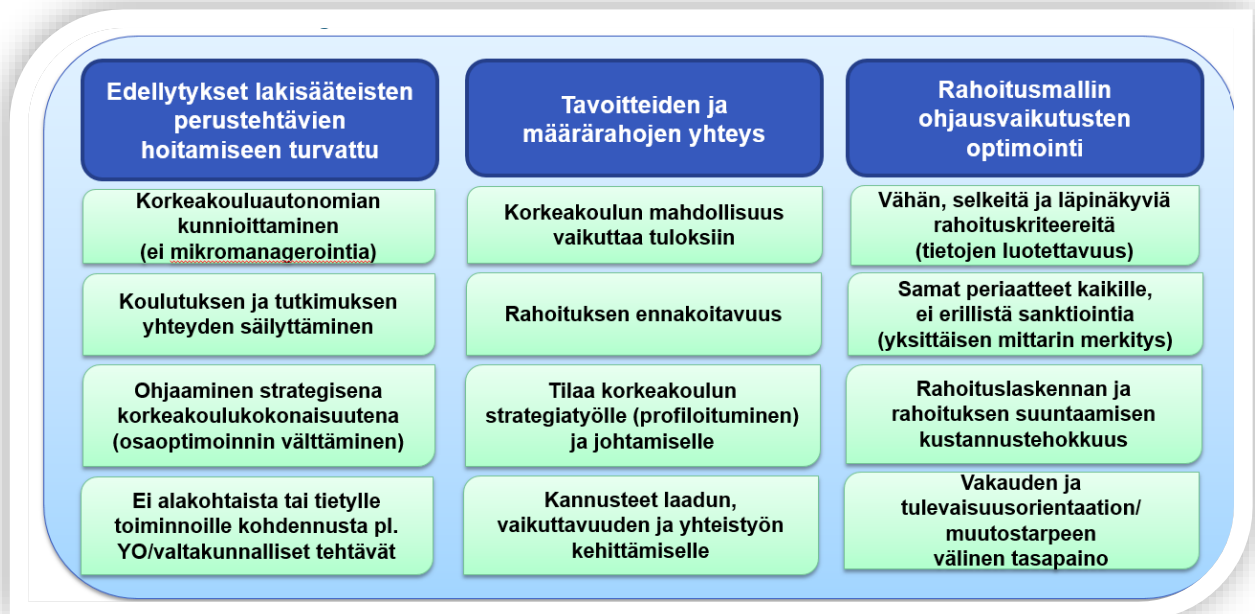 Edellytykset lakisääteisten
perustehtävien
hoitamiseen turvattu
Korkeakouluautonomian
kunnioittaminen
(ei mikromanagerointia)
Koulutuksen ja tutkimuksen
yhteyden säilyttäminen
Ohjaaminen strategisena
korkeakoulukokonaisuutena
(osaoptimoinnin välttäminen)
Ei alakohtaista tai tietylle
toiminnoille kohdennusta pl.
YO/valtakunnalliset tehtävät
Tavoitteiden ja
määrärahojen yhteys
Korkeakoulun mahdollisuus
vaikuttaa tuloksiin
Rahoituksen ennakoitavuus
Tilaa korkeakoulun
strategiatyölle (profiloituminen)
ja johtamiselle
Kannusteet laadun,
vaikuttavuuden ja yhteistyön
kehittämiselle
Rahoitusmallin
ohjausvaikutusten
optimointi
Vähän, selkeitä ja läpinäkyviä
rahoituskriteereitä
(tietojen luotettavuus)
Samat periaatteet kaikille,
ei erillistä sanktiointia
(yksittäisen mittarin merkitys)
Rahoituslaskennan ja
rahoituksen suuntaamisen
kustannustehokkuus
Vakauden ja
tulevaisuusorientaation/
muutostarpeen
välinen tasapaino